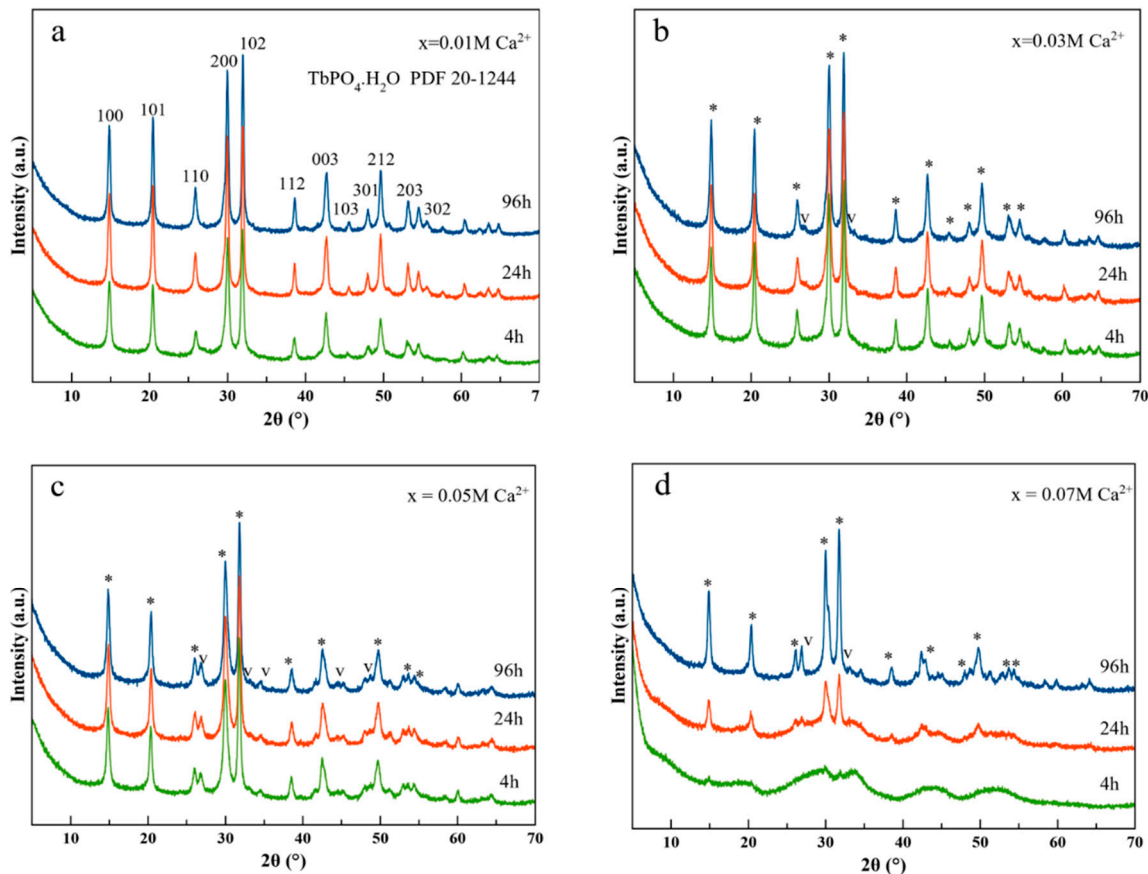 a
x=0.01M Ca²⁺
TbPO₄.H₂O PDF 20-1244
100
101
110
200
102
112
003
103
301
212
203
302
96h
24h
4h
Intensity (a.u.)
10 20 30 40 50 60 7
2θ (°)
b
x=0.03M Ca²⁺
* * * v * * v * * * * * * *
96h
24h
4h
Intensity (a.u.)
10 20 30 40 50 60 70
2θ (°)
c
x = 0.05M Ca²⁺
* * * v * * v v * * v v * * *
96h
24h
4h
Intensity (a.u.)
10 20 30 40 50 60 70
2θ (°)
d
x = 0.07M Ca²⁺
* * * v * * v * * * * * *
96h
24h
4h
Intensity (a.u.)
10 20 30 40 50 60 70
2θ (°)